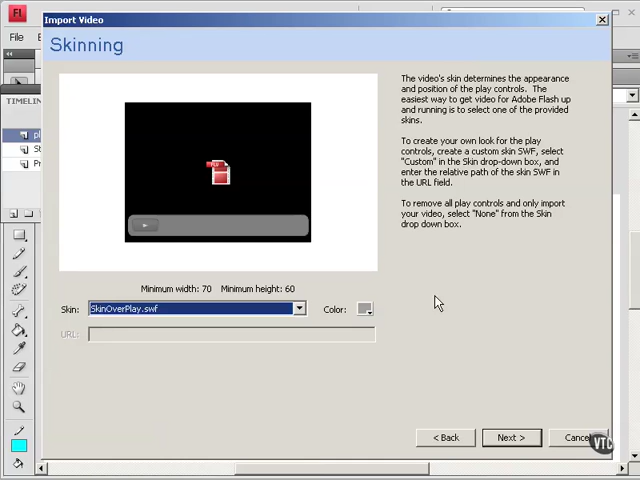 Fl
Import Video
File
Skinning
TIMELINE
The video's skin determines the appearance
and position of the play controls. The
easiest way to get video for Adobe Flash up
and running is to select one of the provided
skins.
To create your own look for the play
controls, create a custom skin SWF, select
"Custom" in the Skin drop-down box, and
enter the relative path of the skin SWF in
the URL field.
To remove all play controls and only import
your video, select "None" from the Skin
drop down box.
FLV
Minimum width: 70 Minimum height: 60
Skin: SkinOverPlay.swf Color:
URL:
< Back Next > Cancel
VTC